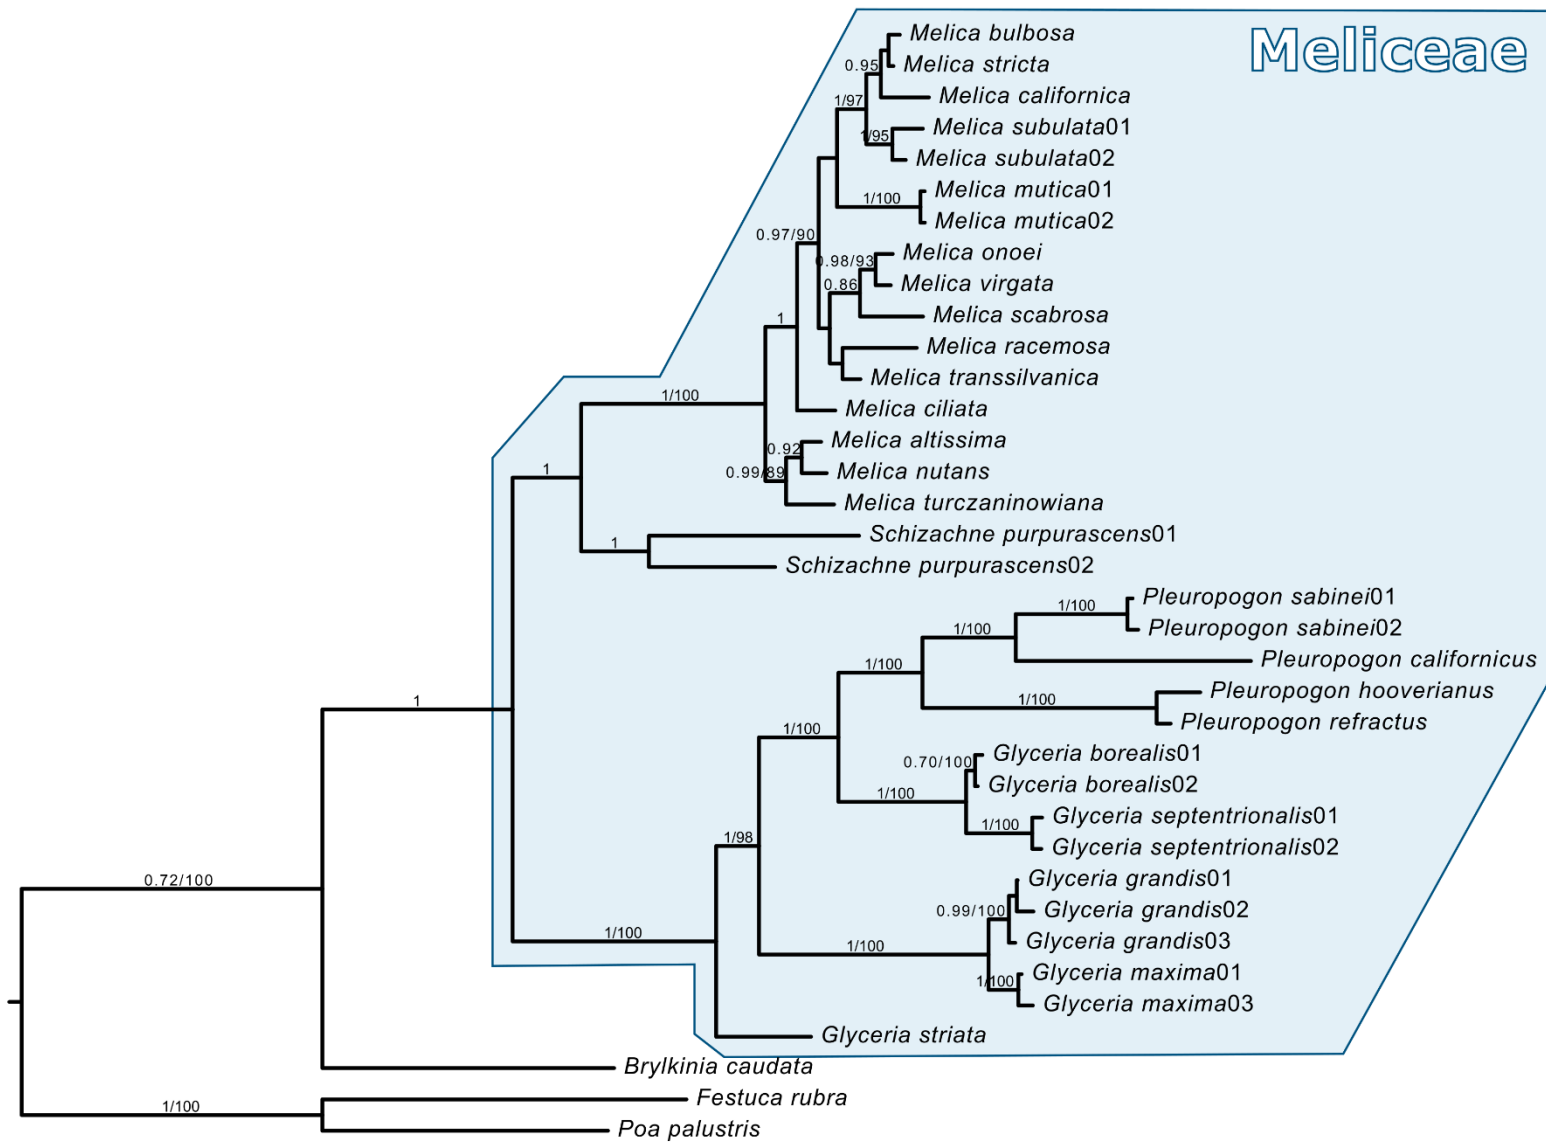 Meliceae
Melica bulbosa
Melica stricta
0.95
Melica californica
1/97
Melica subulata01
1/95
Melica subulata02
Melica mutica01
1/100
Melica mutica02
0.97/90
Melica onoei
0.98/93
Melica virgata
0.86
Melica scabrosa
1
Melica racemosa
Melica transsilvanica
1/100
Melica ciliata
Melica altissima
0.92
Melica nutans
0.99/89
Melica turczaninowiana
1
Schizachne purpurascens01
1
Schizachne purpurascens02
Pleuropogon sabinei01
1/100
Pleuropogon sabinei02
1/100
Pleuropogon californicus
1/100
Pleuropogon hooverianus
1/100
Pleuropogon refractus
1
1/100
Glyceria borealis01
0.70/100
Glyceria borealis02
1/100
Glyceria septentrionalis01
1/100
Glyceria septentrionalis02
1/98
Glyceria grandis01
0.72/100
Glyceria grandis02
0.99/100
Glyceria grandis03
1/100
1/100
Glyceria maxima01
1/100
Glyceria maxima03
Glyceria striata
Brylkinia caudata
Festuca rubra
1/100
Poa palustris